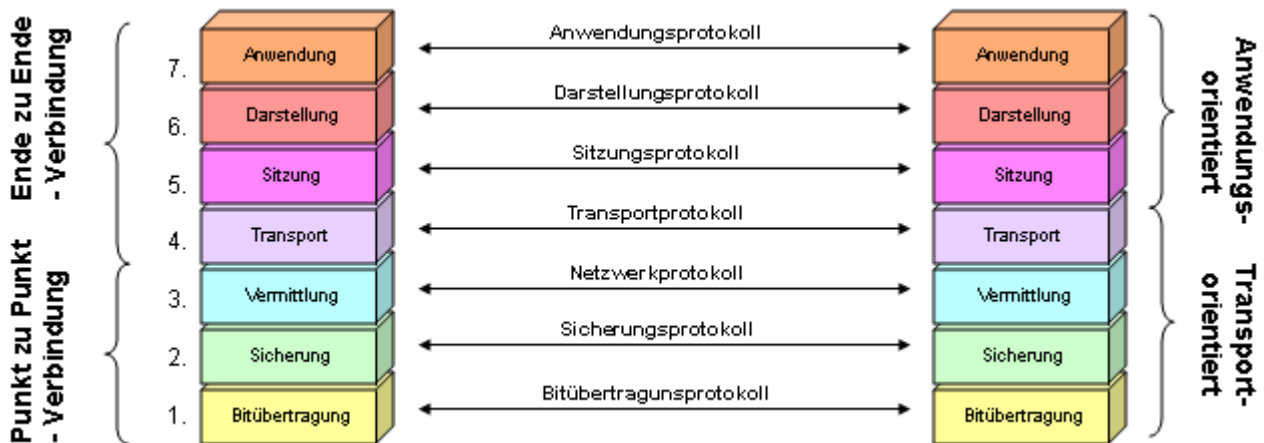 Ende zu Ende
- Verbindung
Punkt zu Punkt
- Verbindung
7.
Anwendung
Anwendungsprotokoll
Anwendung
6.
Darstellung
Darstellungsprotokoll
Darstellung
5.
Sitzung
Sitzungsprotokoll
Sitzung
4.
Transport
Transportprotokoll
Transport
3.
Vermittlung
Netzwerkprotokoll
Vermittlung
2.
Sicherung
Sicherungsprotokoll
Sicherung
1.
Bitübertragung
Bitübertragunsprotokoll
Bitübertragung
Anwendungs-
orientiert
Transport-
orientiert